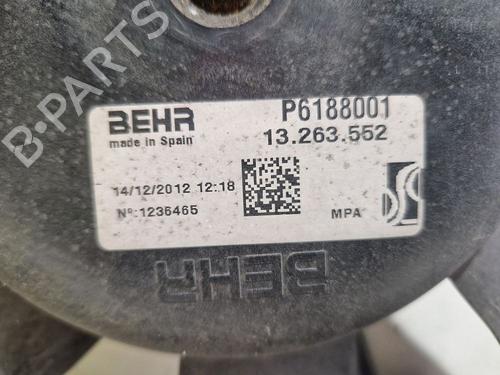 B-PARTS
BEHR
made in Spain
P6188001
13.263.552
14/12/2012 12:18
Nº:1236465
MPA
BEHR